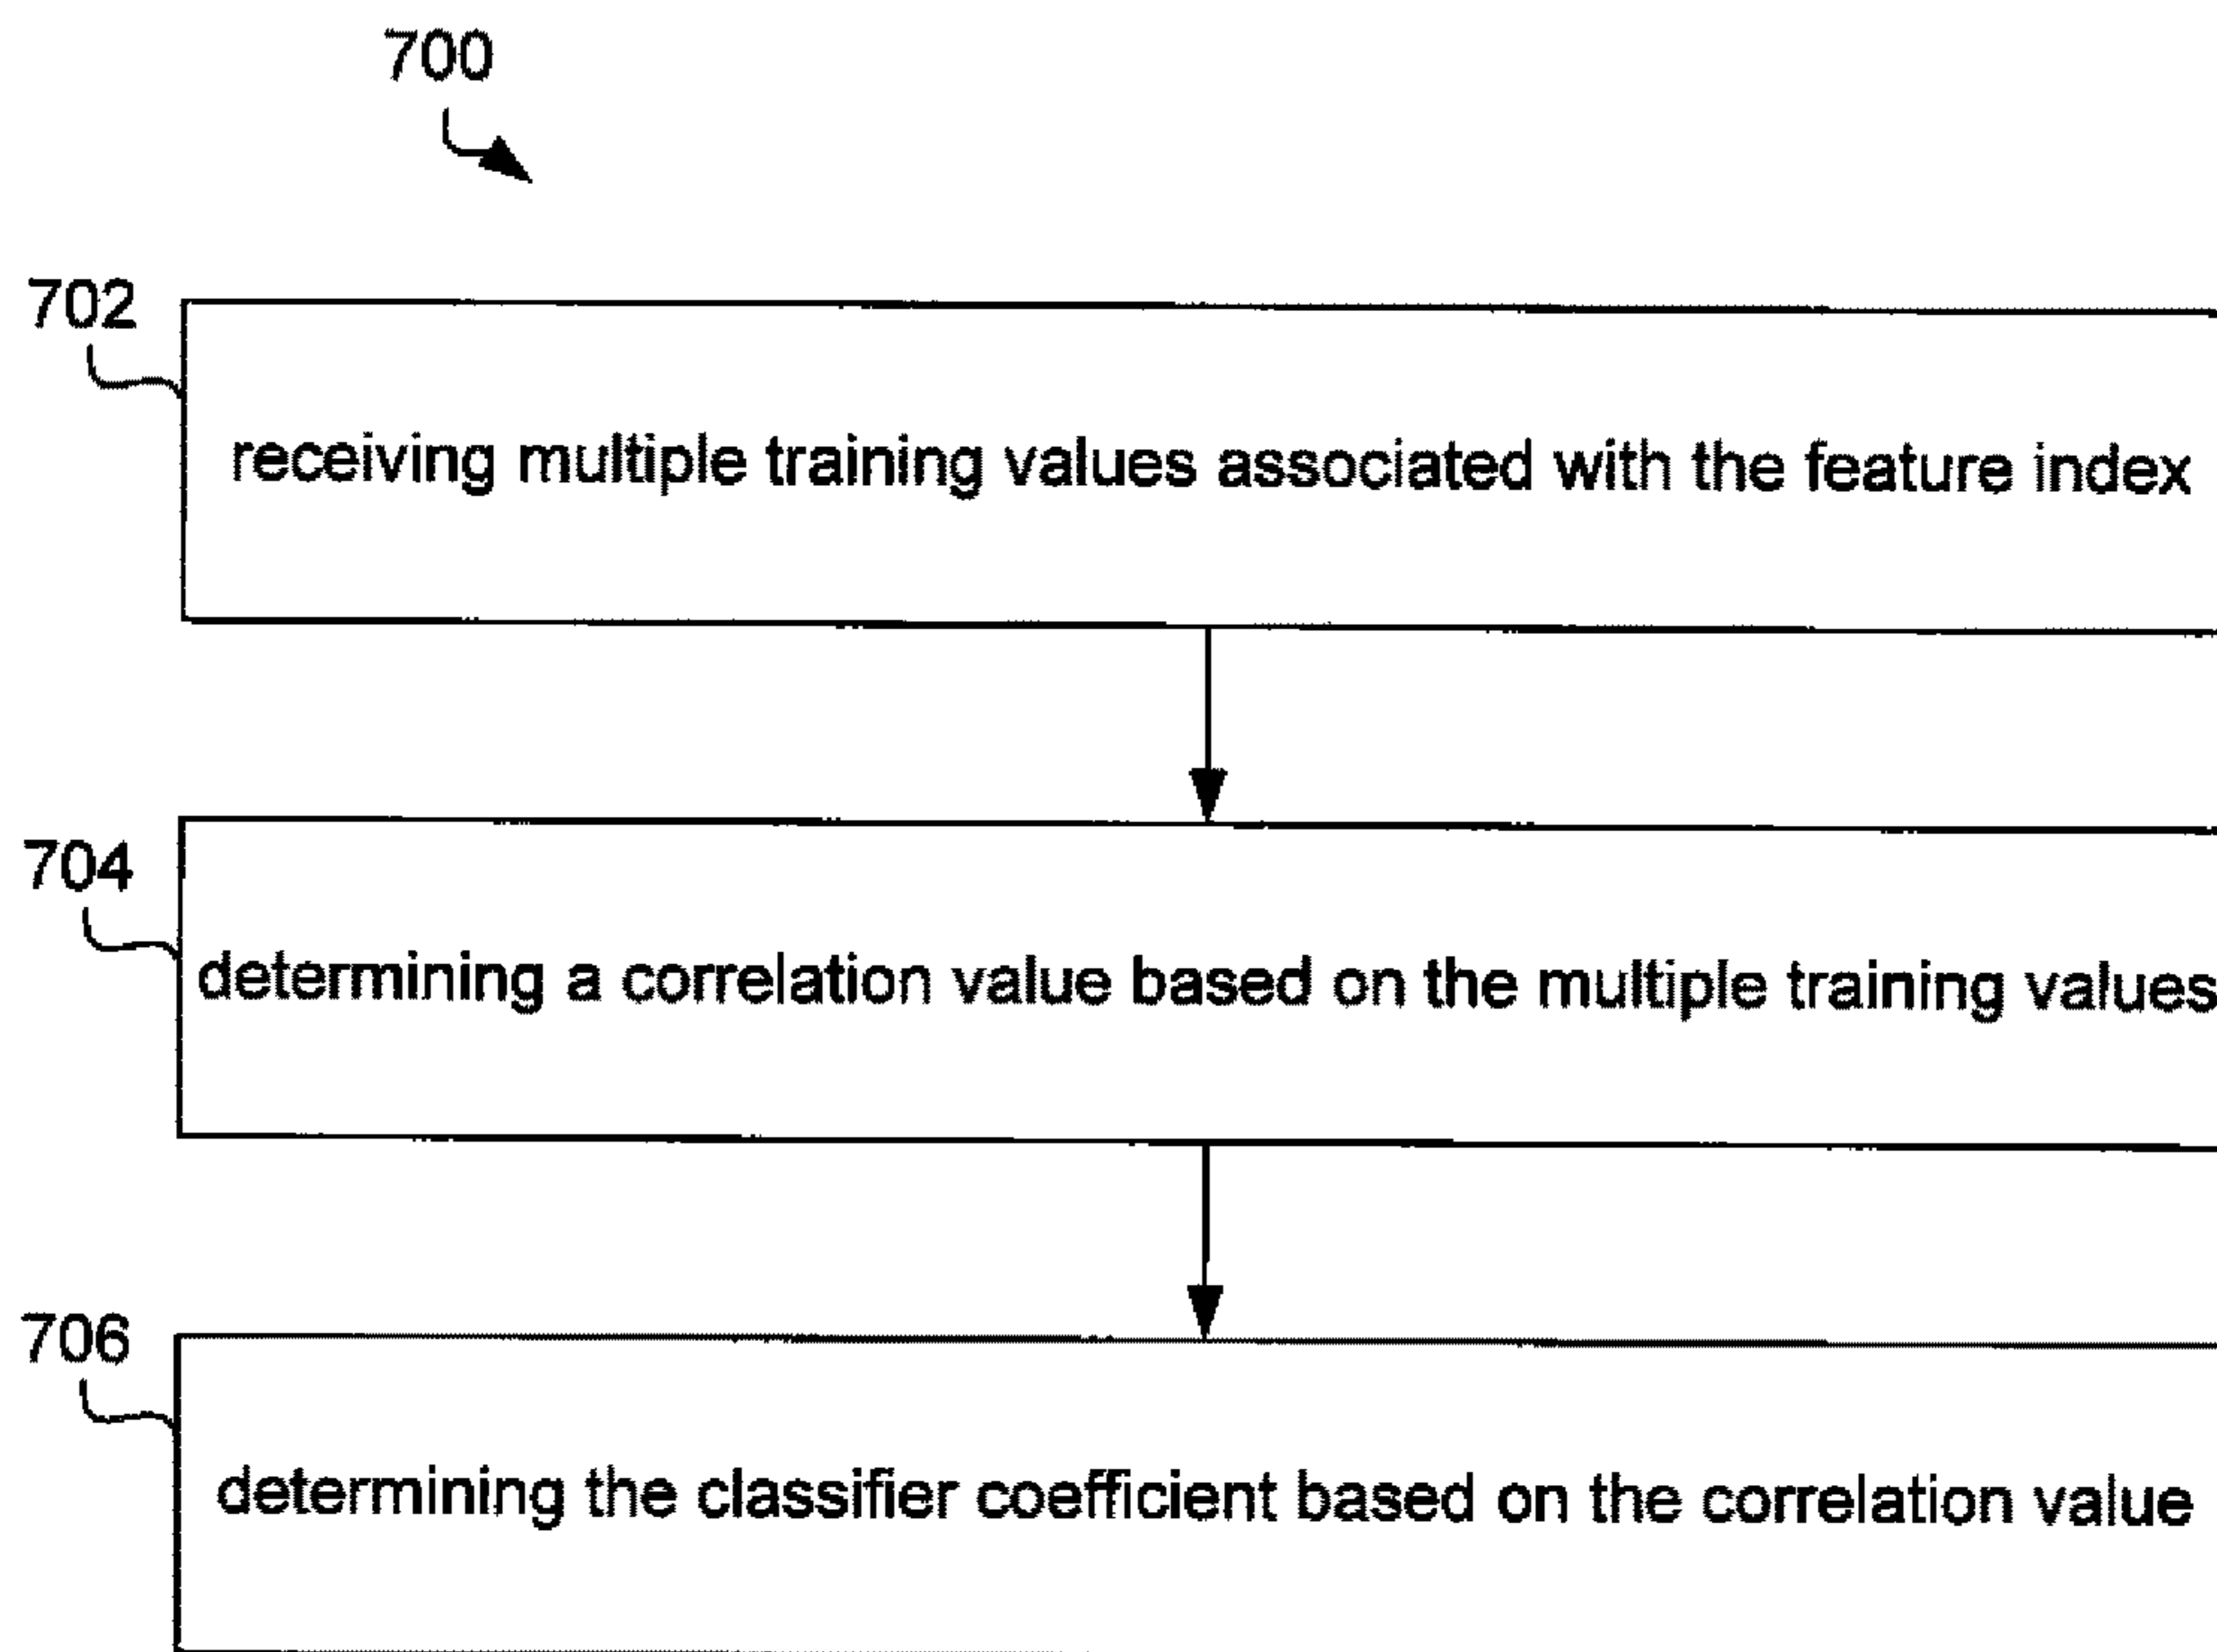 700
702
receiving multiple training values associated with the feature index
704
determining a correlation value based on the multiple training values
706
determining the classifier coefficient based on the correlation value